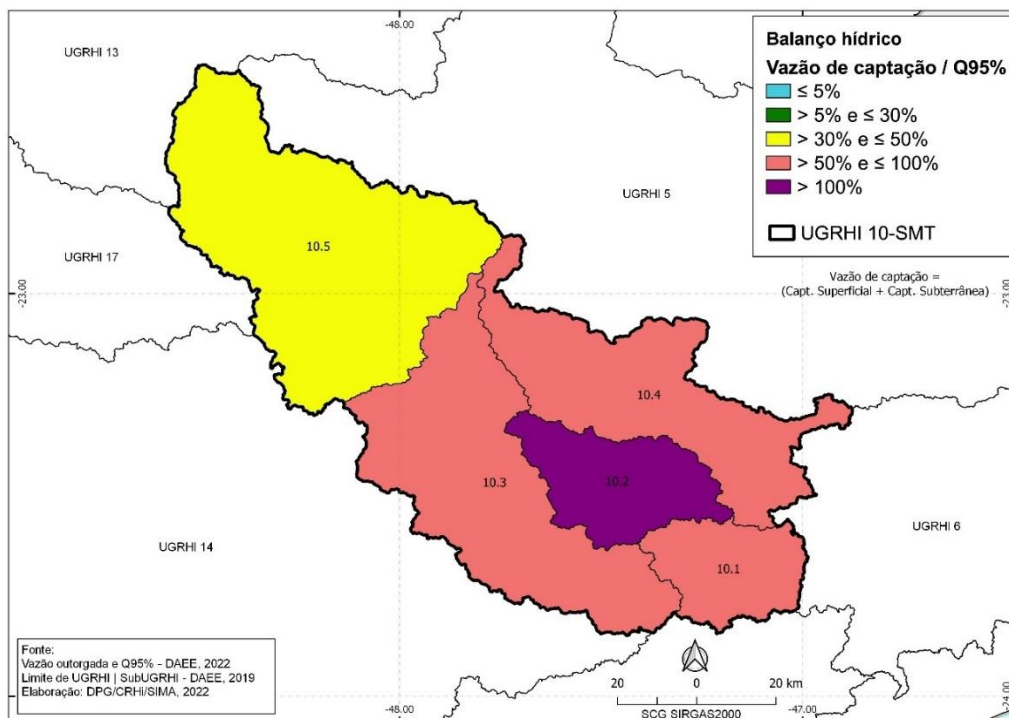 -48.00
-47.00
UGRHI 13
Balanço hídrico
Vazão de captação / Q95%
≤ 5%
> 5% e ≤ 30%
> 30% e ≤ 50%
> 50% e ≤ 100%
> 100%
UGRHI 10-SMT
UGRHI 5
10.5
UGRHI 17
Vazão de captação =
(Capt. Superficial + Capt. Subterrânea)
-23.00
-23.00
10.4
10.3
10.2
UGRHI 14
UGRHI 6
10.1
Fonte:
Vazão outorgada e Q95% - DAEE, 2022
Limite de UGRHI | SubUGRHI - DAEE, 2019
Elaboração: DPG/CRHi/SIMA, 2022
20 0 20 km
SCG SIRGAS2000
-48.00
-47.00
-24.00